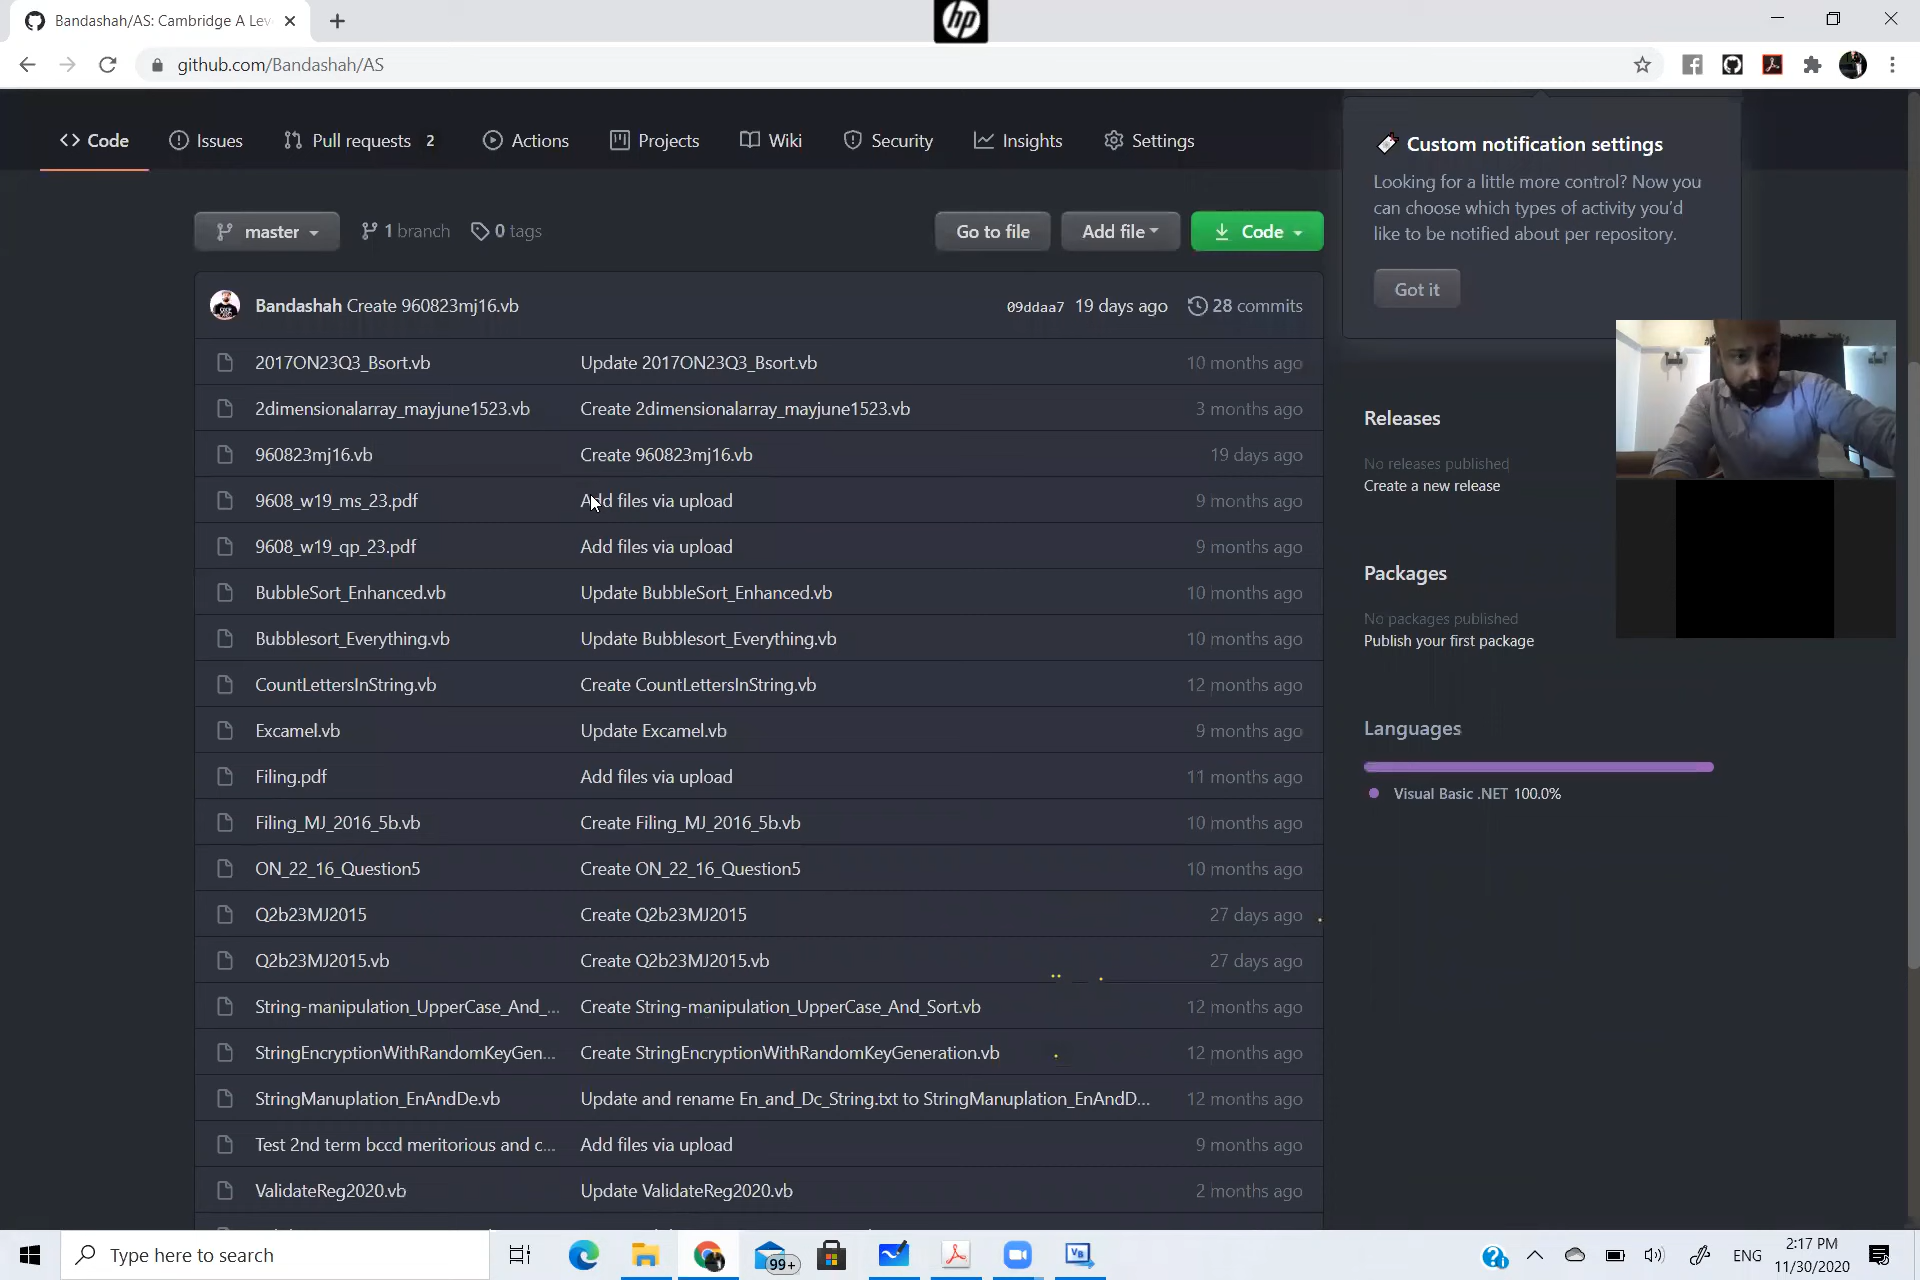 Bandashah/AS: Cambridge A Lev
hp
github.com/Bandashah/AS
Code
Issues
Pull requests 2
Actions
Projects
Wiki
Security
Insights
Settings
Custom notification settings
Looking for a little more control? Now you
can choose which types of activity you'd
like to be notified about per repository.
Got it
master
1 branch
0 tags
Go to file
Add file
Code
Bandashah Create 960823mj16.vb 09ddaa7 19 days ago 28 commits
2017ON23Q3_Bsort.vb Update 2017ON23Q3_Bsort.vb 10 months ago
2dimensionalarray_mayjune1523.vb Create 2dimensionalarray_mayjune1523.vb 3 months ago
960823mj16.vb Create 960823mj16.vb 19 days ago
9608_w19_ms_23.pdf Add files via upload 9 months ago
9608_w19_qp_23.pdf Add files via upload 9 months ago
BubbleSort_Enhanced.vb Update BubbleSort_Enhanced.vb 10 months ago
Bubblesort_Everything.vb Update Bubblesort_Everything.vb 10 months ago
CountLettersInString.vb Create CountLettersInString.vb 12 months ago
Excamel.vb Update Excamel.vb 9 months ago
Filing.pdf Add files via upload 11 months ago
Filing_MJ_2016_5b.vb Create Filing_MJ_2016_5b.vb 10 months ago
ON_22_16_Question5 Create ON_22_16_Question5 10 months ago
Q2b23MJ2015 Create Q2b23MJ2015 27 days ago
Q2b23MJ2015.vb Create Q2b23MJ2015.vb 27 days ago
String-manipulation_UpperCase_And_... Create String-manipulation_UpperCase_And_Sort.vb 12 months ago
StringEncryptionWithRandomKeyGen... Create StringEncryptionWithRandomKeyGeneration.vb 12 months ago
StringManuplation_EnAndDe.vb Update and rename En_and_Dc_String.txt to StringManuplation_EnAndD... 12 months ago
Test 2nd term bccd meritorious and c... Add files via upload 9 months ago
ValidateReg2020.vb Update ValidateReg2020.vb 2 months ago
Releases
No releases published
Create a new release
Packages
No packages published
Publish your first package
Languages
Visual Basic .NET 100.0%
Type here to search
99+
VB
ENG
2:17 PM
11/30/2020